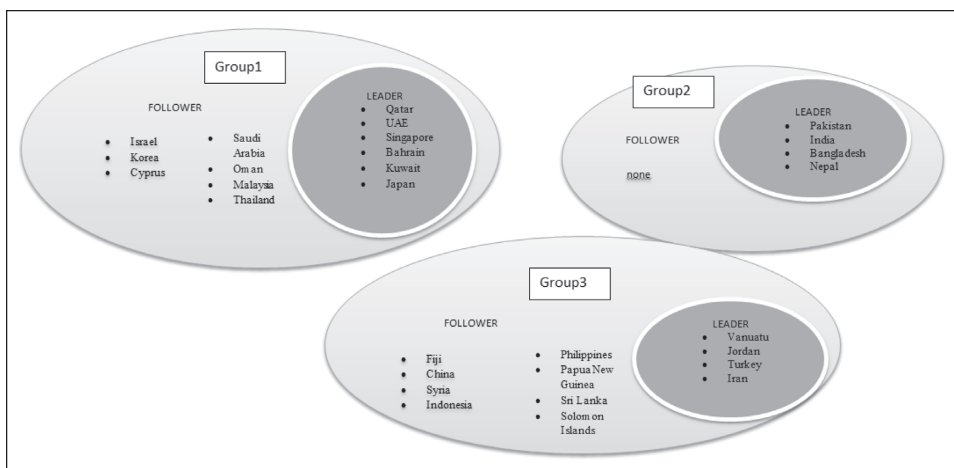 Group1
FOLLOWER
• Israel
• Korea
• Cyprus
• Saudi
Arabia
• Oman
• Malaysia
• Thailand
LEADER
• Qatar
• UAE
• Singapore
• Bahrain
• Kuwait
• Japan
Group2
FOLLOWER
none
LEADER
• Pakistan
• India
• Bangladesh
• Nepal
Group3
FOLLOWER
• Fiji
• China
• Syria
• Indonesia
• Philippines
• Papua New
Guinea
• Sri Lanka
• Solomon
Islands
LEADER
• Vanuatu
• Jordan
• Turkey
• Iran